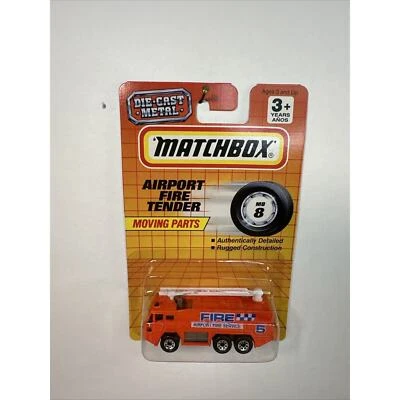 DIE-CAST
METAL
Ages 3 and Up
3+
YEARS
AÑOS
MATCHBOX®
AIRPORT
FIRE
TENDER
MB
8
MOVING PARTS
Authentically Detailed
Rugged Construction
FIRE
AIRPORT FIRE SERVICE
5